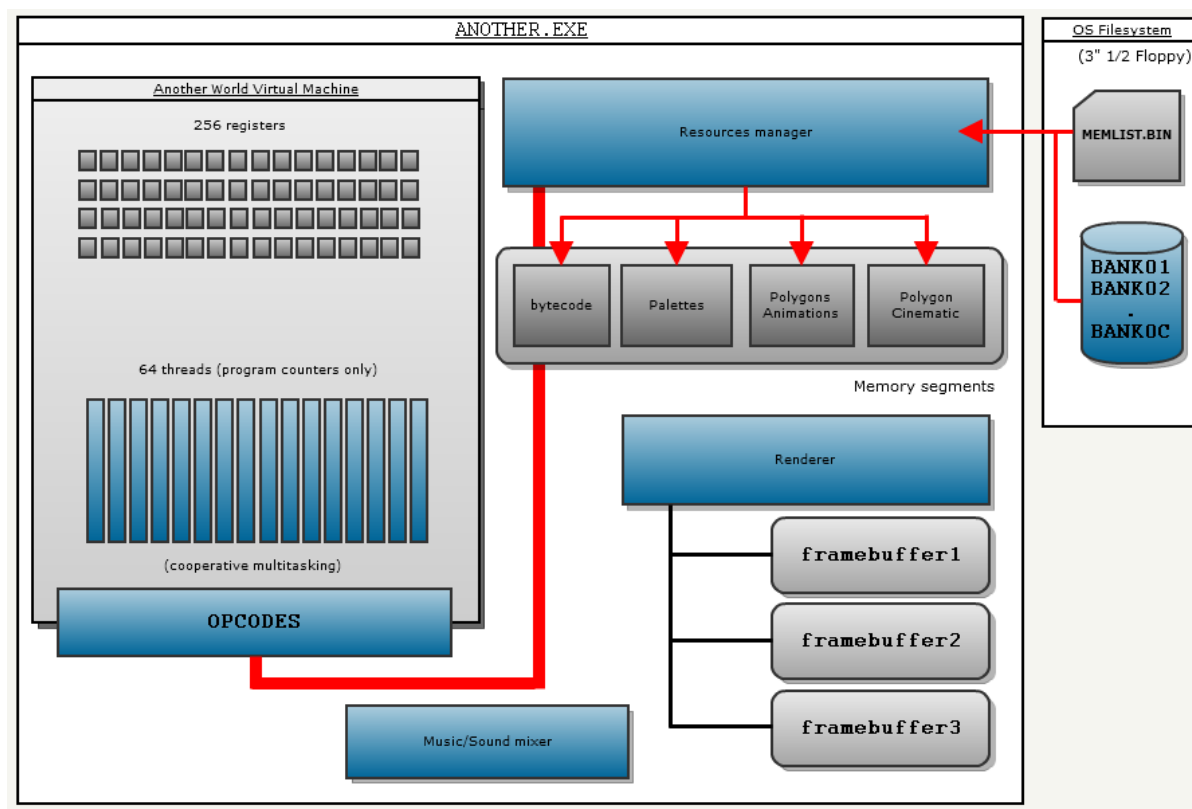 ANOTHER.EXE
Another World Virtual Machine
256 registers
64 threads (program counters only)
(cooperative multitasking)
OPCODES
Resources manager
bytecode
Palettes
Polygons
Animations
Polygon
Cinematic
Memory segments
Renderer
framebuffer1
framebuffer2
framebuffer3
Music/Sound mixer
OS Filesystem
(3" 1/2 Floppy)
MEMLIST.BIN
BANK01
BANK02
.
BANK0C